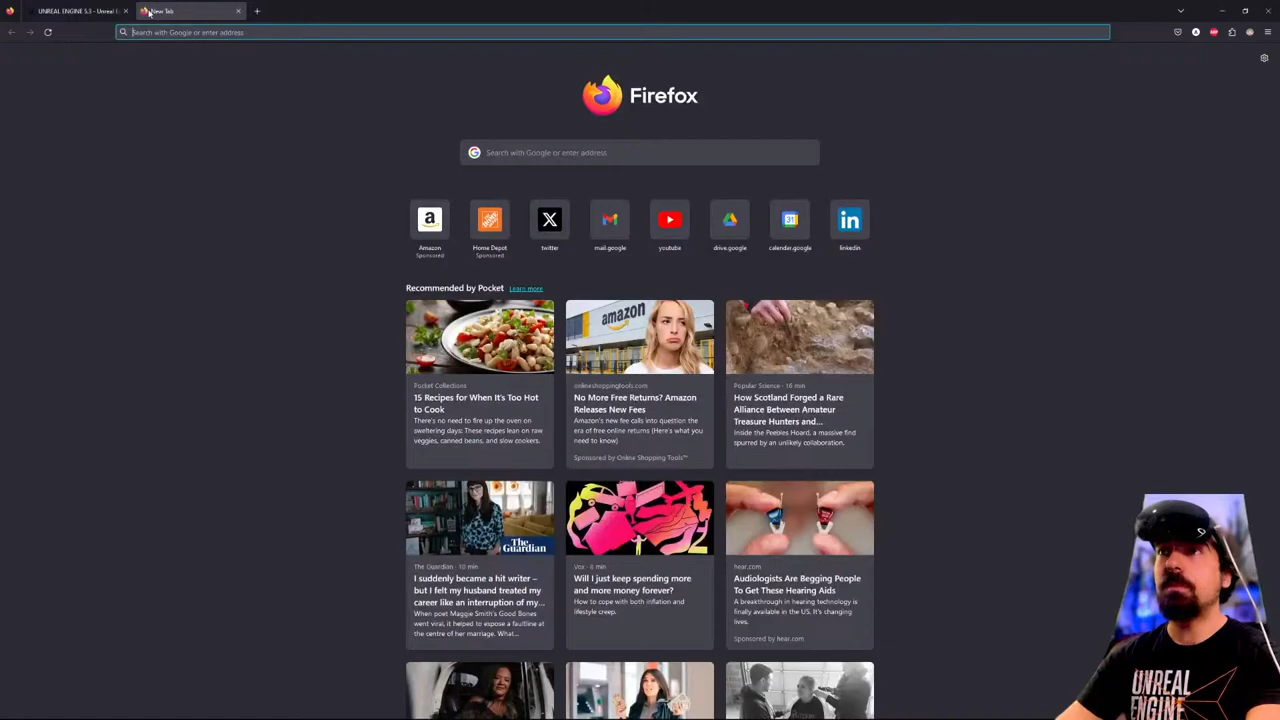 UNREAL ENGINE 5.3 - Unreal E
New Tab
Search with Google or enter address
Firefox
Search with Google or enter address
Amazon
Sponsored
Home Depot
Sponsored
twitter
mail.google
youtube
drive.google
calendar.google
linkedin
Recommended by Pocket Learn more
Pocket Collections
15 Recipes for When It's Too Hot
to Cook
There's no need to fire up the oven on
sweltering days: These recipes lean on raw
veggies, canned beans, and slow cookers.
amazon
onlineshoppingtools.com
No More Free Returns? Amazon
Releases New Fees
Amazon's new fee calls into question the
era of free online returns (Here's what you
need to know)
Sponsored by Online Shopping Tools™
Popular Science · 16 min
How Scotland Forged a Rare
Alliance Between Amateur
Treasure Hunters and...
Inside the Peebles Hoard, a massive find
spurred by an unlikely collaboration.
The
Guardian
The Guardian · 10 min
I suddenly became a hit writer –
but I felt my husband treated my
career like an interruption of my...
When poet Maggie Smith's Good Bones
went viral, it helped to expose a faultline at
the centre of her marriage. What...
Vox · 8 min
Will I just keep spending more
and more money forever?
How to cope with both inflation and
lifestyle creep.
hear.com
Audiologists Are Begging People
To Get These Hearing Aids
A breakthrough in hearing technology is
finally available in the US. It's changing
lives.
Sponsored by hear.com
31
UNREAL
ENGINE